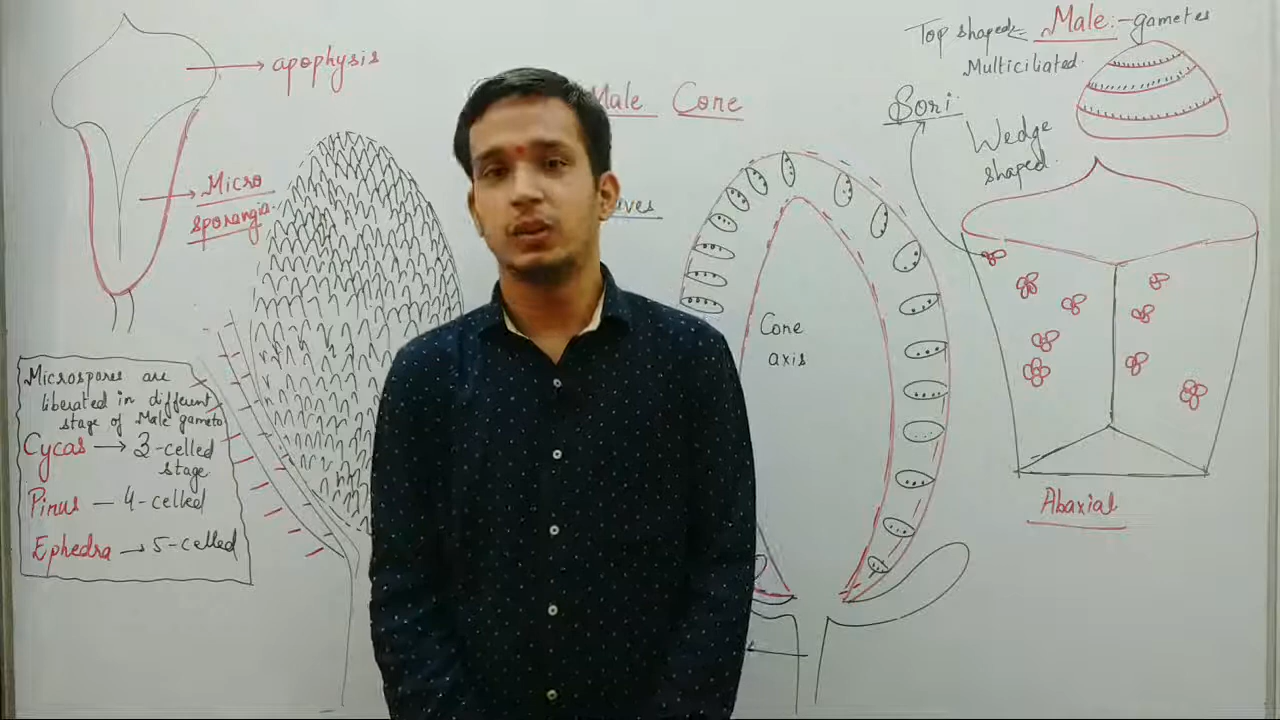 apophysis
Micro
sporangia
Male Cone
Cone
axis
Sori
Top shaped
Multiciliated
Male:- gametes
Wedge
shaped
Abaxial
Microspores are
liberated in different
stage of Male gameto
Cycas → 3-celled
stage
Pinus — 4-celled
Ephedra → 5-celled